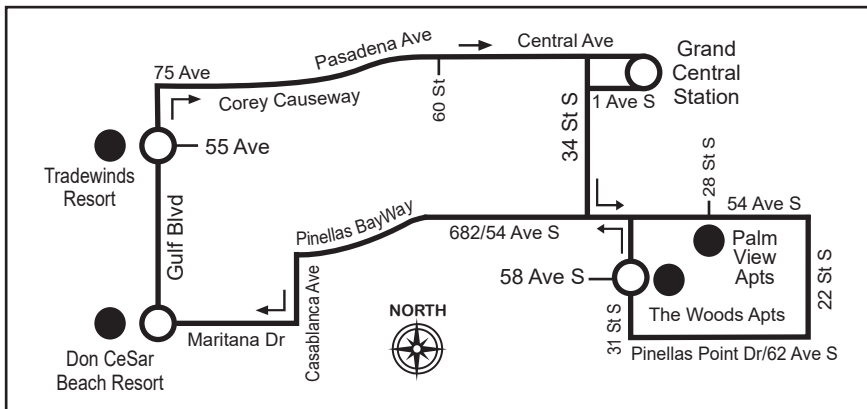 Pasadena Ave
Central Ave
Grand
Central
Station
75 Ave
Corey Causeway
60 St
1 Ave S
34 St S
55 Ave
Tradewinds
Resort
28 St S
Gulf Blvd
Pinellas BayWay
682/54 Ave S
54 Ave S
Palm
View
Apts
58 Ave S
22 St S
The Woods Apts
Casablanca Ave
NORTH
31 St S
Maritana Dr
Don CeSar
Beach Resort
Pinellas Point Dr/62 Ave S